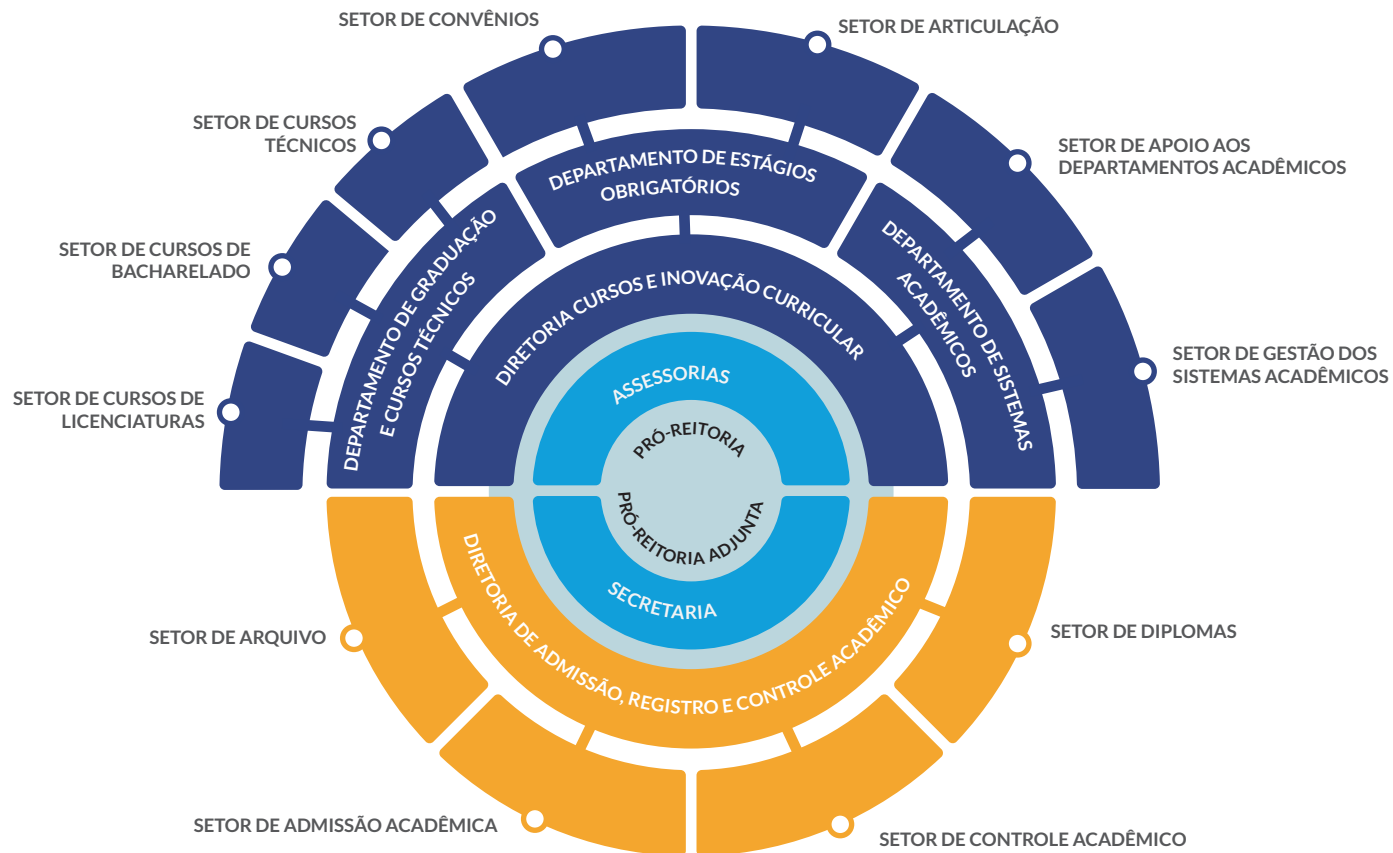 SETOR DE CONVÊNIOS
SETOR DE ARTICULAÇÃO
SETOR DE CURSOS
TÉCNICOS
SETOR DE APOIO AOS
DEPARTAMENTOS ACADÊMICOS
DEPARTAMENTO DE ESTÁGIOS
OBRIGATÓRIOS
SETOR DE CURSOS DE
BACHARELADO
DEPARTAMENTO DE GRADUAÇÃO
E CURSOS TÉCNICOS
DIRETORIA CURSOS E INOVAÇÃO CURRICULAR
DEPARTAMENTO DE SISTEMAS
ACADÊMICOS
SETOR DE GESTÃO DOS
SISTEMAS ACADÊMICOS
SETOR DE CURSOS DE
LICENCIATURAS
ASSESSORIAS
PRÓ-REITORIA
PRÓ-REITORIA ADJUNTA
SECRETARIA
DIRETORIA DE ADMISSÃO, REGISTRO E CONTROLE ACADÊMICO
SETOR DE ARQUIVO
SETOR DE DIPLOMAS
SETOR DE ADMISSÃO ACADÊMICA
SETOR DE CONTROLE ACADÊMICO